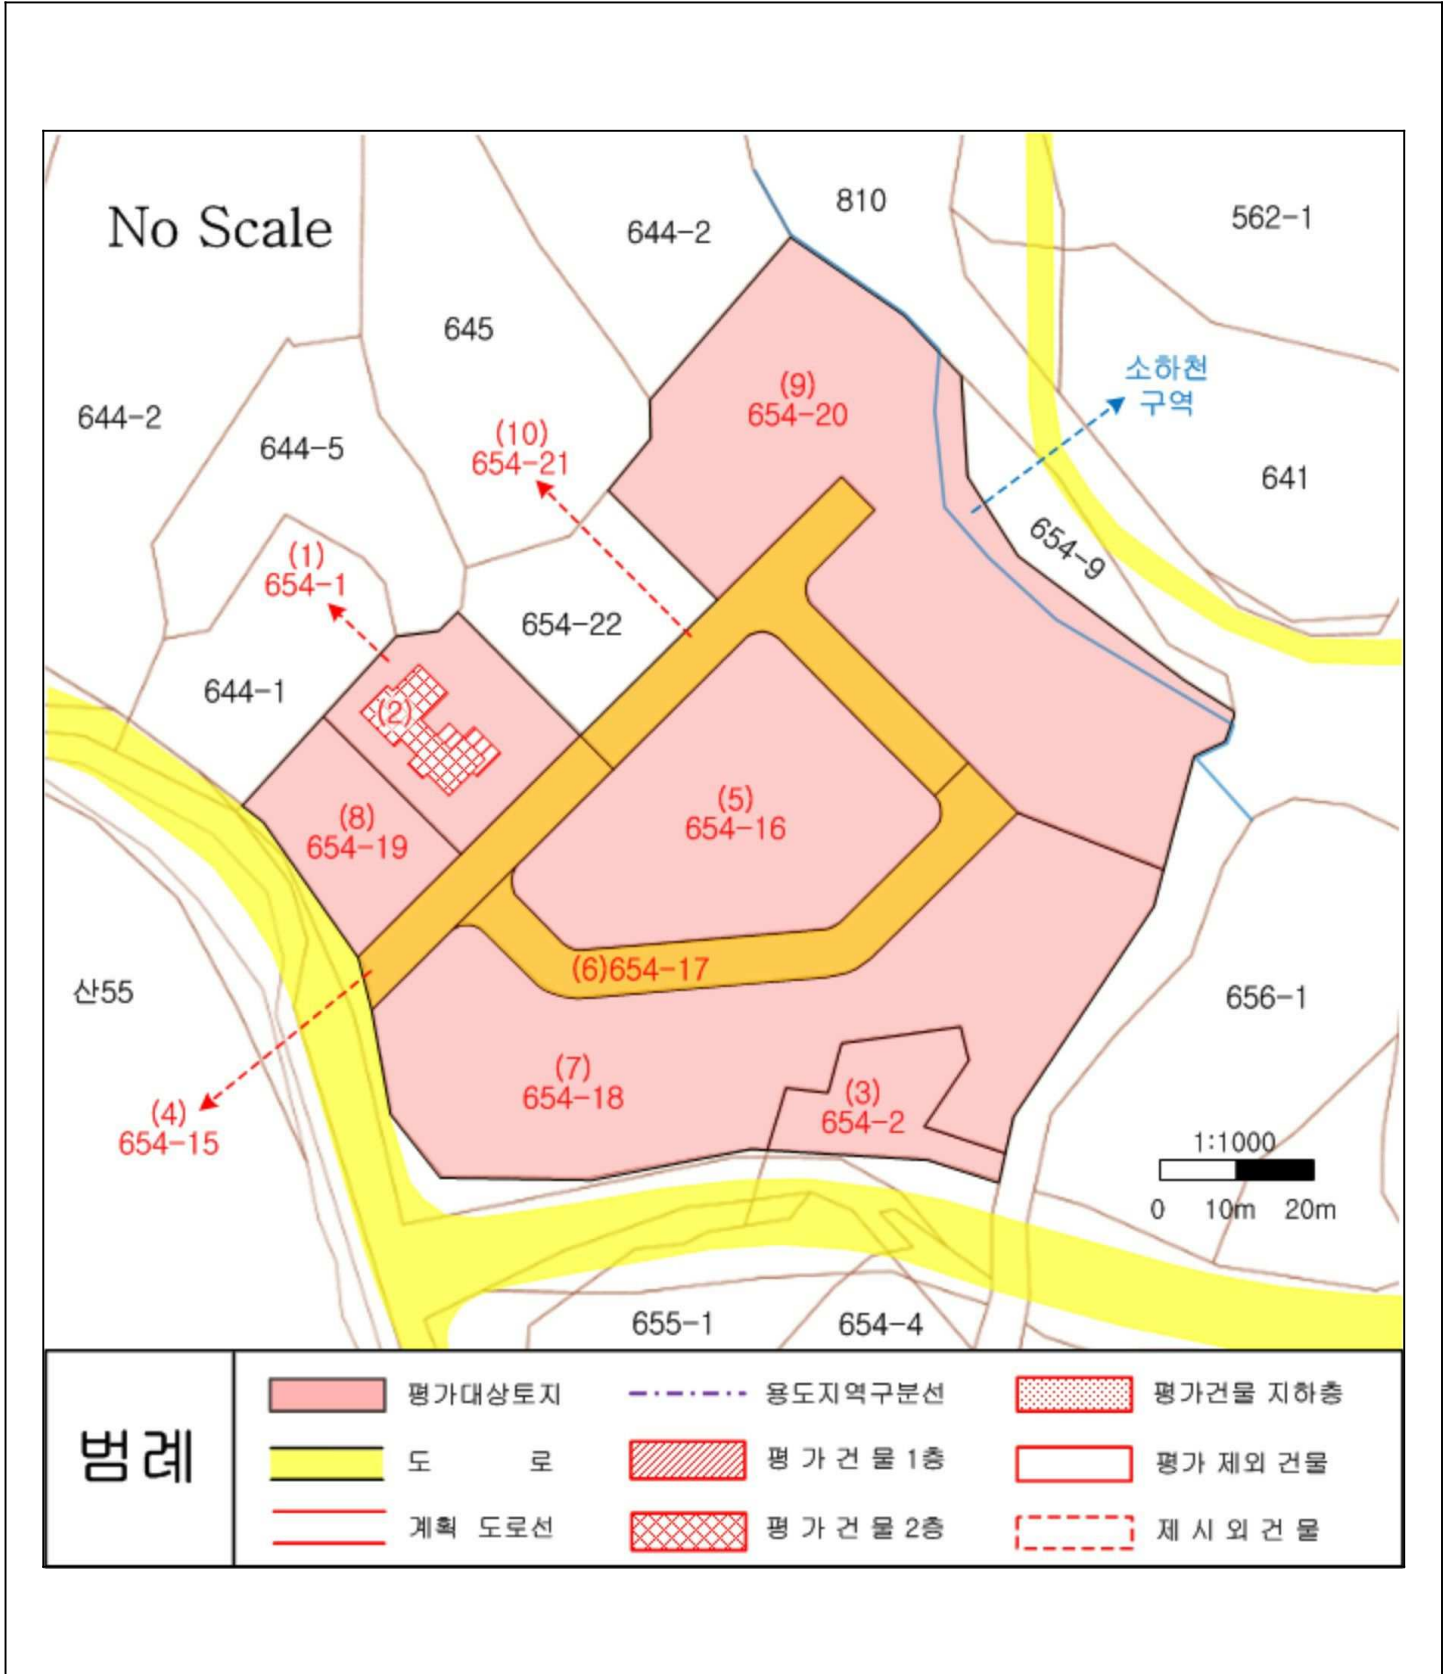 No Scale
810
562-1
644-2
645
소하천
구역
(9)
654-20
644-2
644-5
(10)
654-21
641
654-9
(1)
654-1
654-22
644-1
(2)
(5)
654-16
(8)
654-19
(6)654-17
산55
656-1
(7)
654-18
(3)
654-2
(4)
654-15
1:1000
0 10m 20m
655-1
654-4
범례
평가대상토지
용도지역구분선
평가건물 지하층
도 로
평 가 건 물 1층
평가 제외 건물
계획 도로선
평 가 건 물 2층
제 시 외 건 물